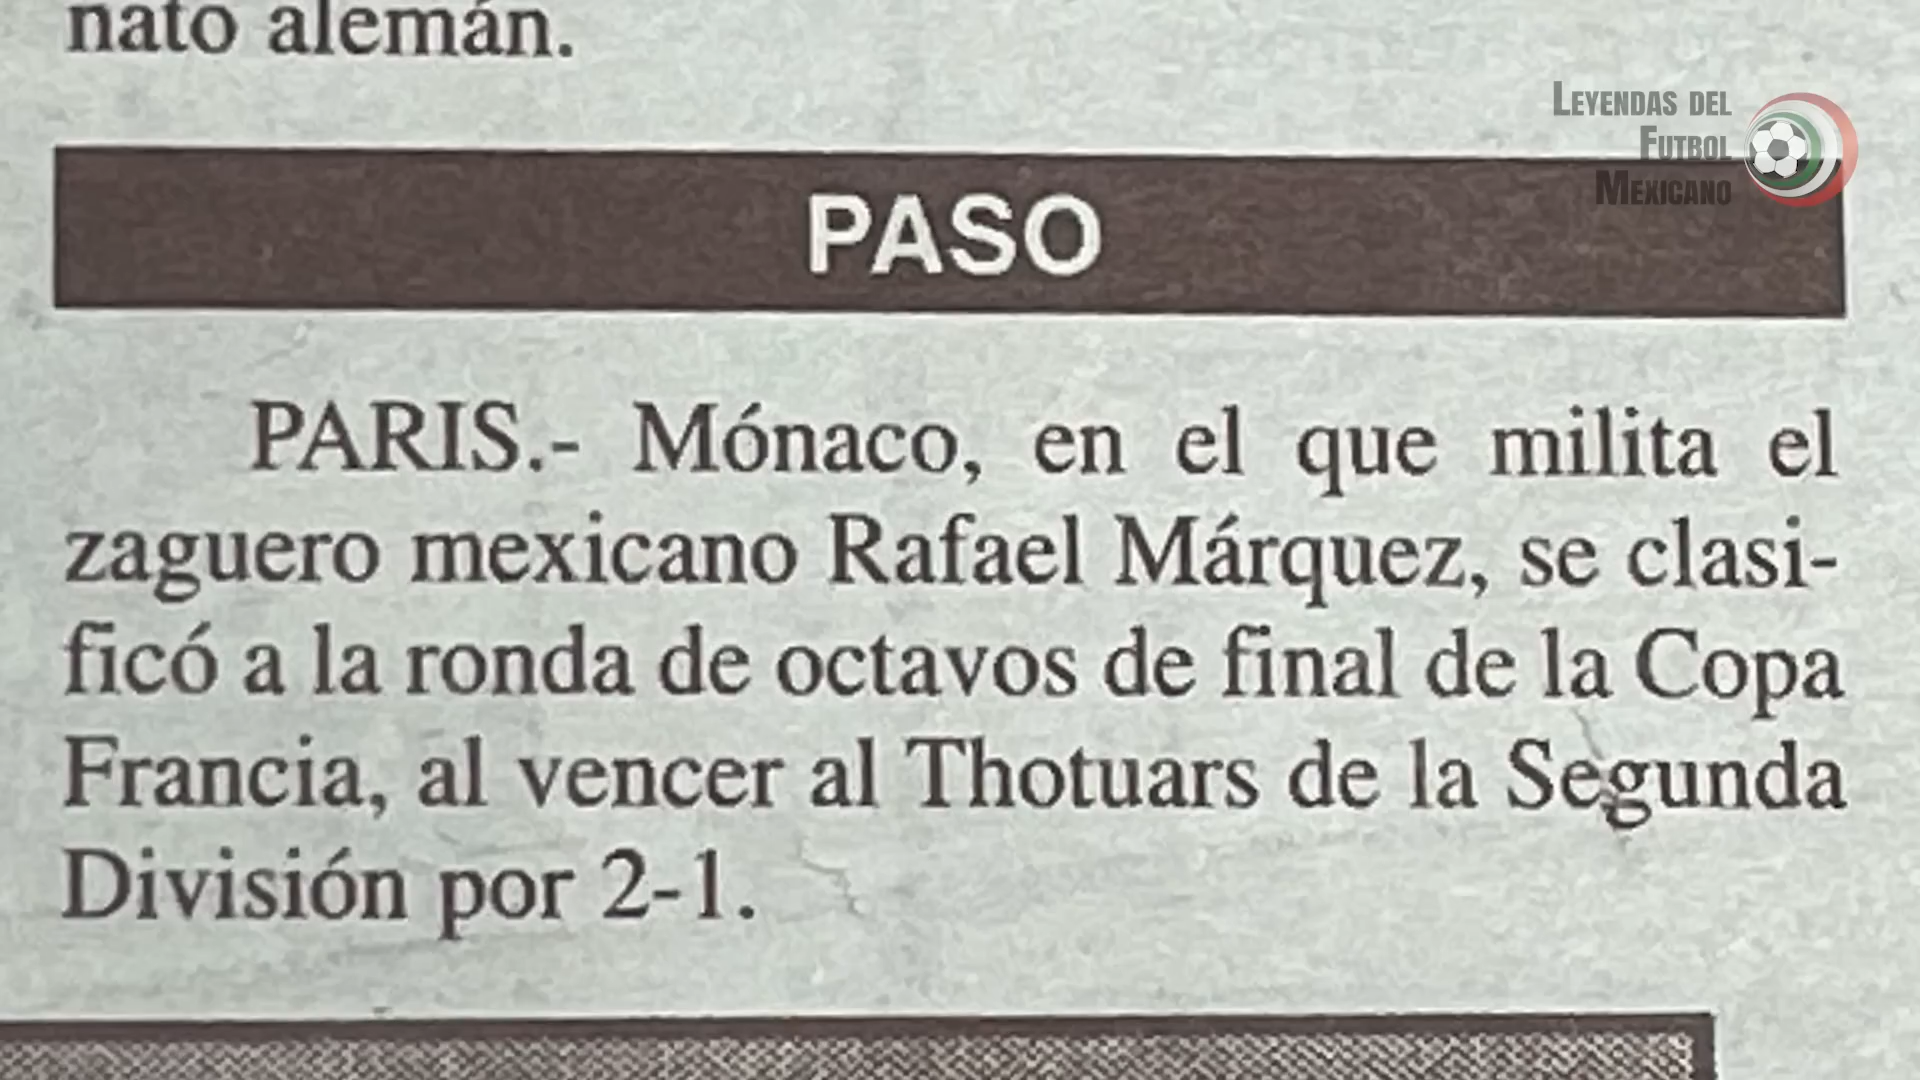 nato alemán.
LEYENDAS DEL
FUTBOL
MEXICANO
PASO
PARIS.- Mónaco, en el que milita el
zaguero mexicano Rafael Márquez, se clasi-
ficó a la ronda de octavos de final de la Copa
Francia, al vencer al Thotuars de la Segunda
División por 2-1.